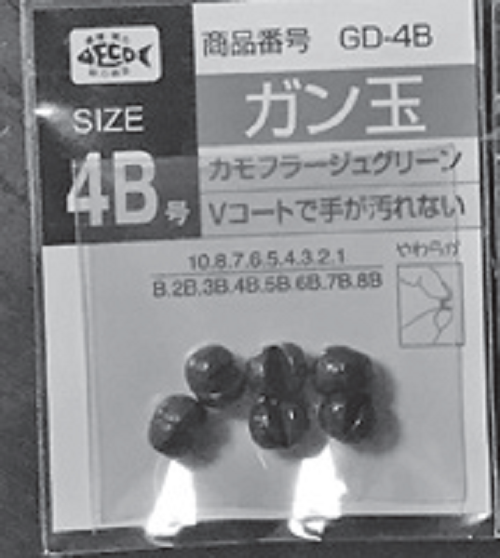 ECO
商品番号 GD-4B
SIZE
4B号
ガン玉
カモフラージュグリーン
Vコートで手が汚れない
10.8.7.6.5.4.3.2.1
B.2B.3B.4B.5B.6B.7B.8B
やわらか